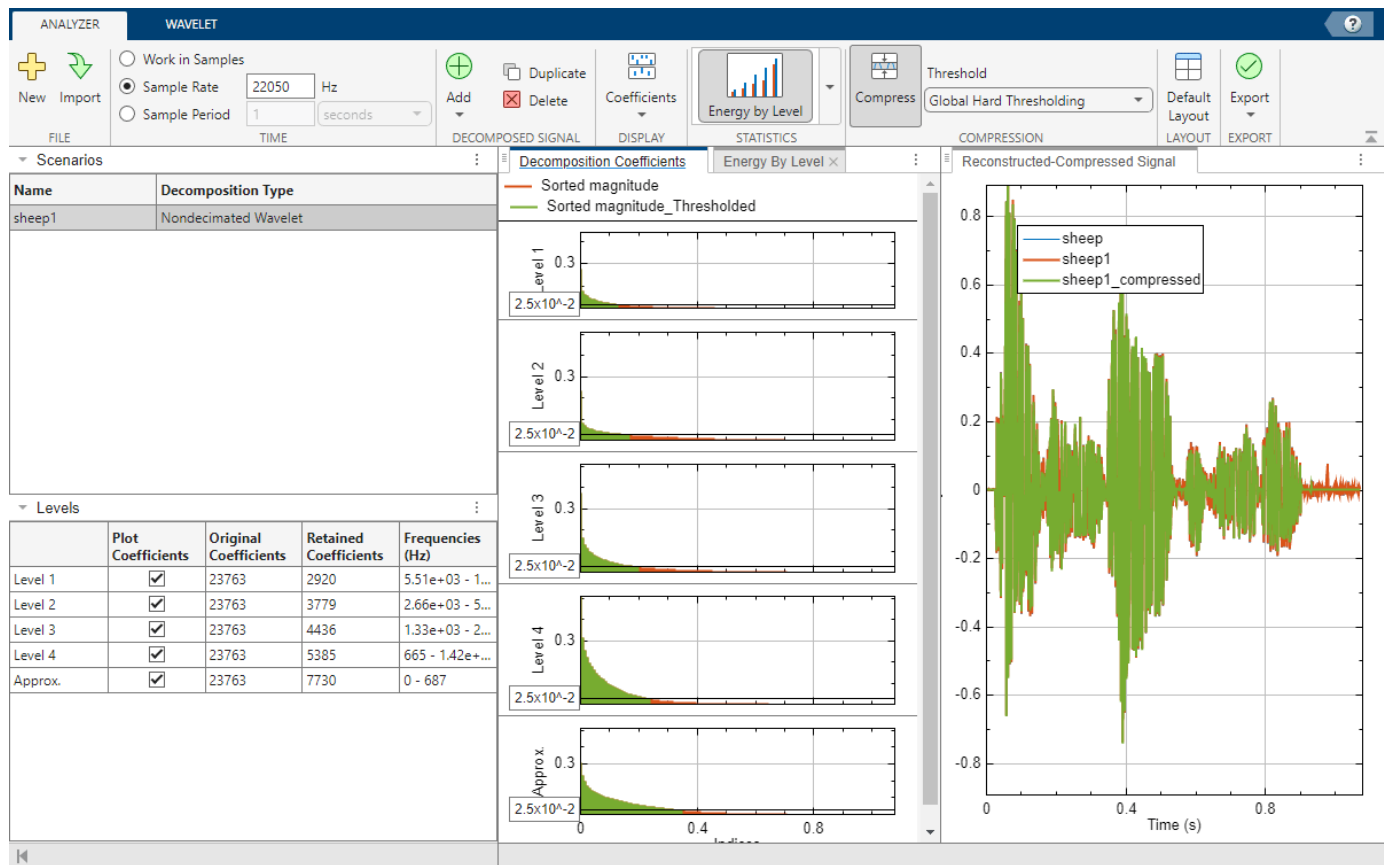 ANALYZER WAVELET ?
New Import
FILE
Work in Samples
Sample Rate 22050 Hz
Sample Period 1 seconds
TIME
Add
Duplicate
Delete
DECOMPOSED SIGNAL
Coefficients
DISPLAY
Energy by Level
STATISTICS
Compress
Threshold
Global Hard Thresholding
COMPRESSION
Default
Layout
LAYOUT
Export
EXPORT
Scenarios
Name Decomposition Type
sheep1 Nondecimated Wavelet
Levels
Plot Coefficients Original Coefficients Retained Coefficients Frequencies (Hz)
Level 1 23763 2920 5.51e+03 - 1...
Level 2 23763 3779 2.66e+03 - 5...
Level 3 23763 4436 1.33e+03 - 2...
Level 4 23763 5385 665 - 1.42e+...
Approx. 23763 7730 0 - 687
Decomposition Coefficients Energy By Level
Sorted magnitude
Sorted magnitude_Thresholded
Level 1
0.3
2.5x10^-2
Level 2
0.3
2.5x10^-2
Level 3
0.3
2.5x10^-2
Level 4
0.3
2.5x10^-2
Approx.
0.3
2.5x10^-2
0 0.4 0.8
Indices
Reconstructed-Compressed Signal
sheep
sheep1
sheep1_compressed
0.8
0.6
0.4
0.2
0
-0.2
-0.4
-0.6
-0.8
0 0.4 0.8
Time (s)